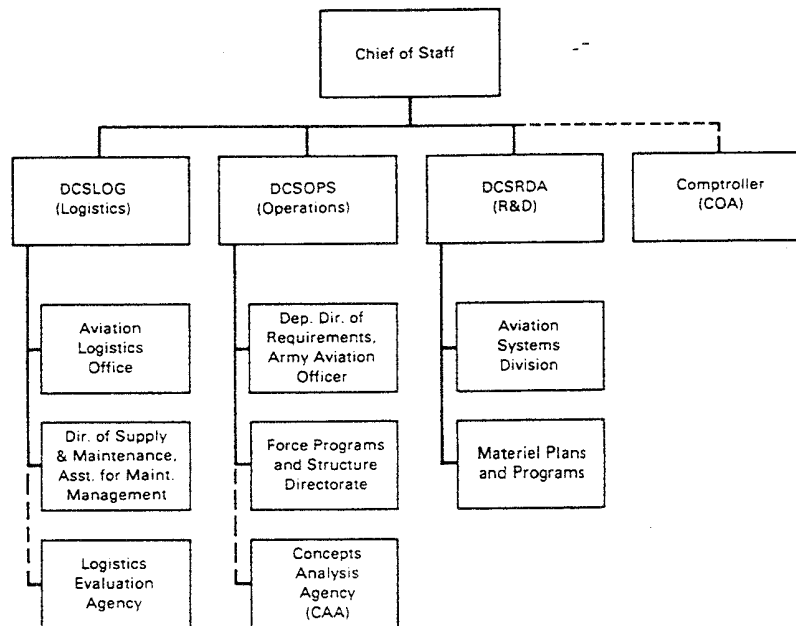 Chief of Staff
DCSLOG
(Logistics)
DCSOPS
(Operations)
DCSRDA
(R&D)
Comptroller
(COA)
Aviation
Logistics
Office
Dep. Dir. of
Requirements,
Army Aviation
Officer
Aviation
Systems
Division
Dir. of Supply
& Maintenance,
Asst. for Maint.
Management
Force Programs
and Structure
Directorate
Materiel Plans
and Programs
Logistics
Evaluation
Agency
Concepts
Analysis
Agency
(CAA)